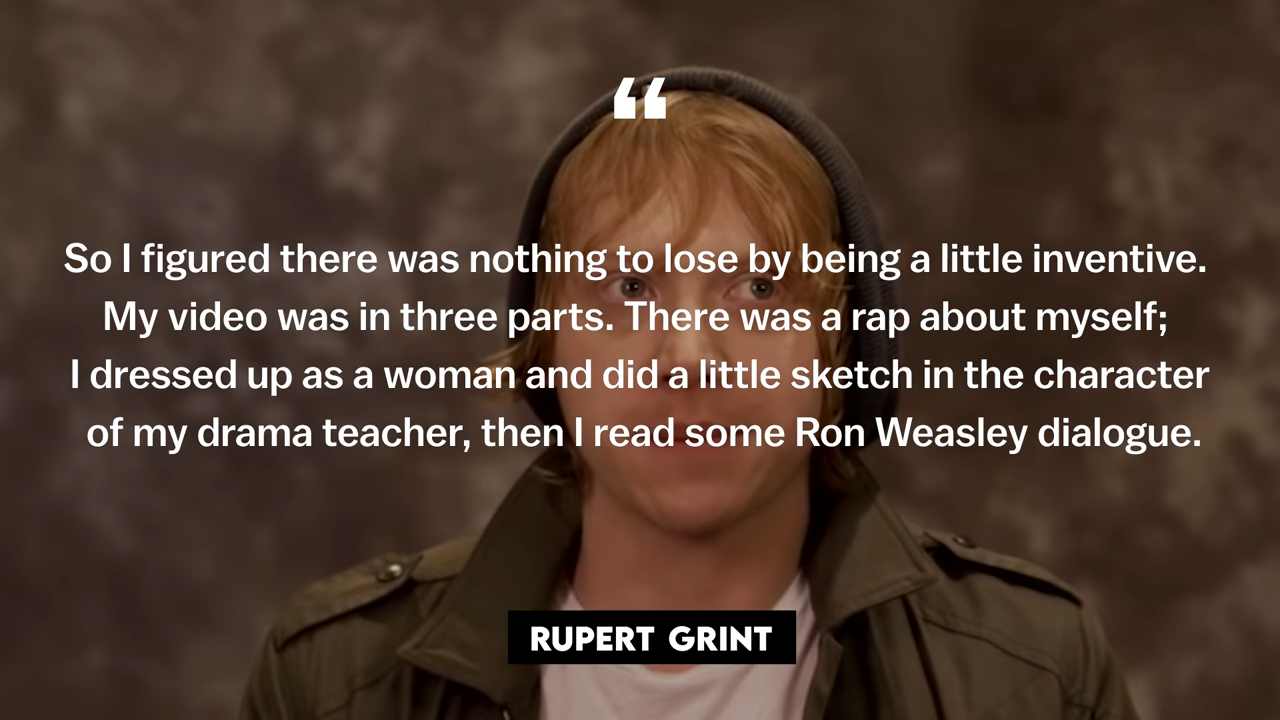 “
So I figured there was nothing to lose by being a little inventive.
My video was in three parts. There was a rap about myself;
I dressed up as a woman and did a little sketch in the character
of my drama teacher, then I read some Ron Weasley dialogue.
RUPERT GRINT